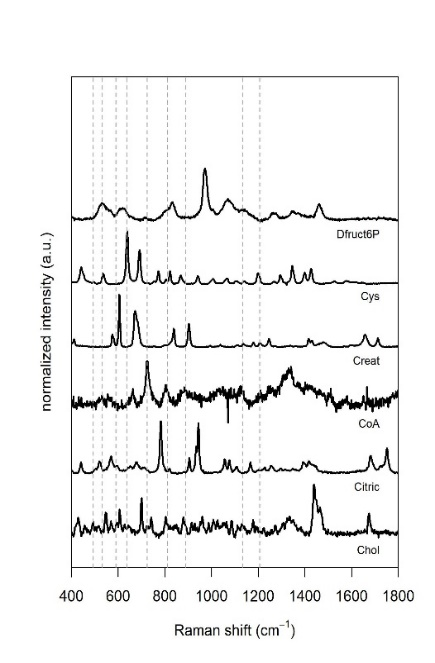 normalized intensity (a.u.)
Dfruct6P
Cys
Creat
CoA
Citric
Chol
400 600 800 1000 1200 1400 1600 1800
Raman shift (cm⁻¹)